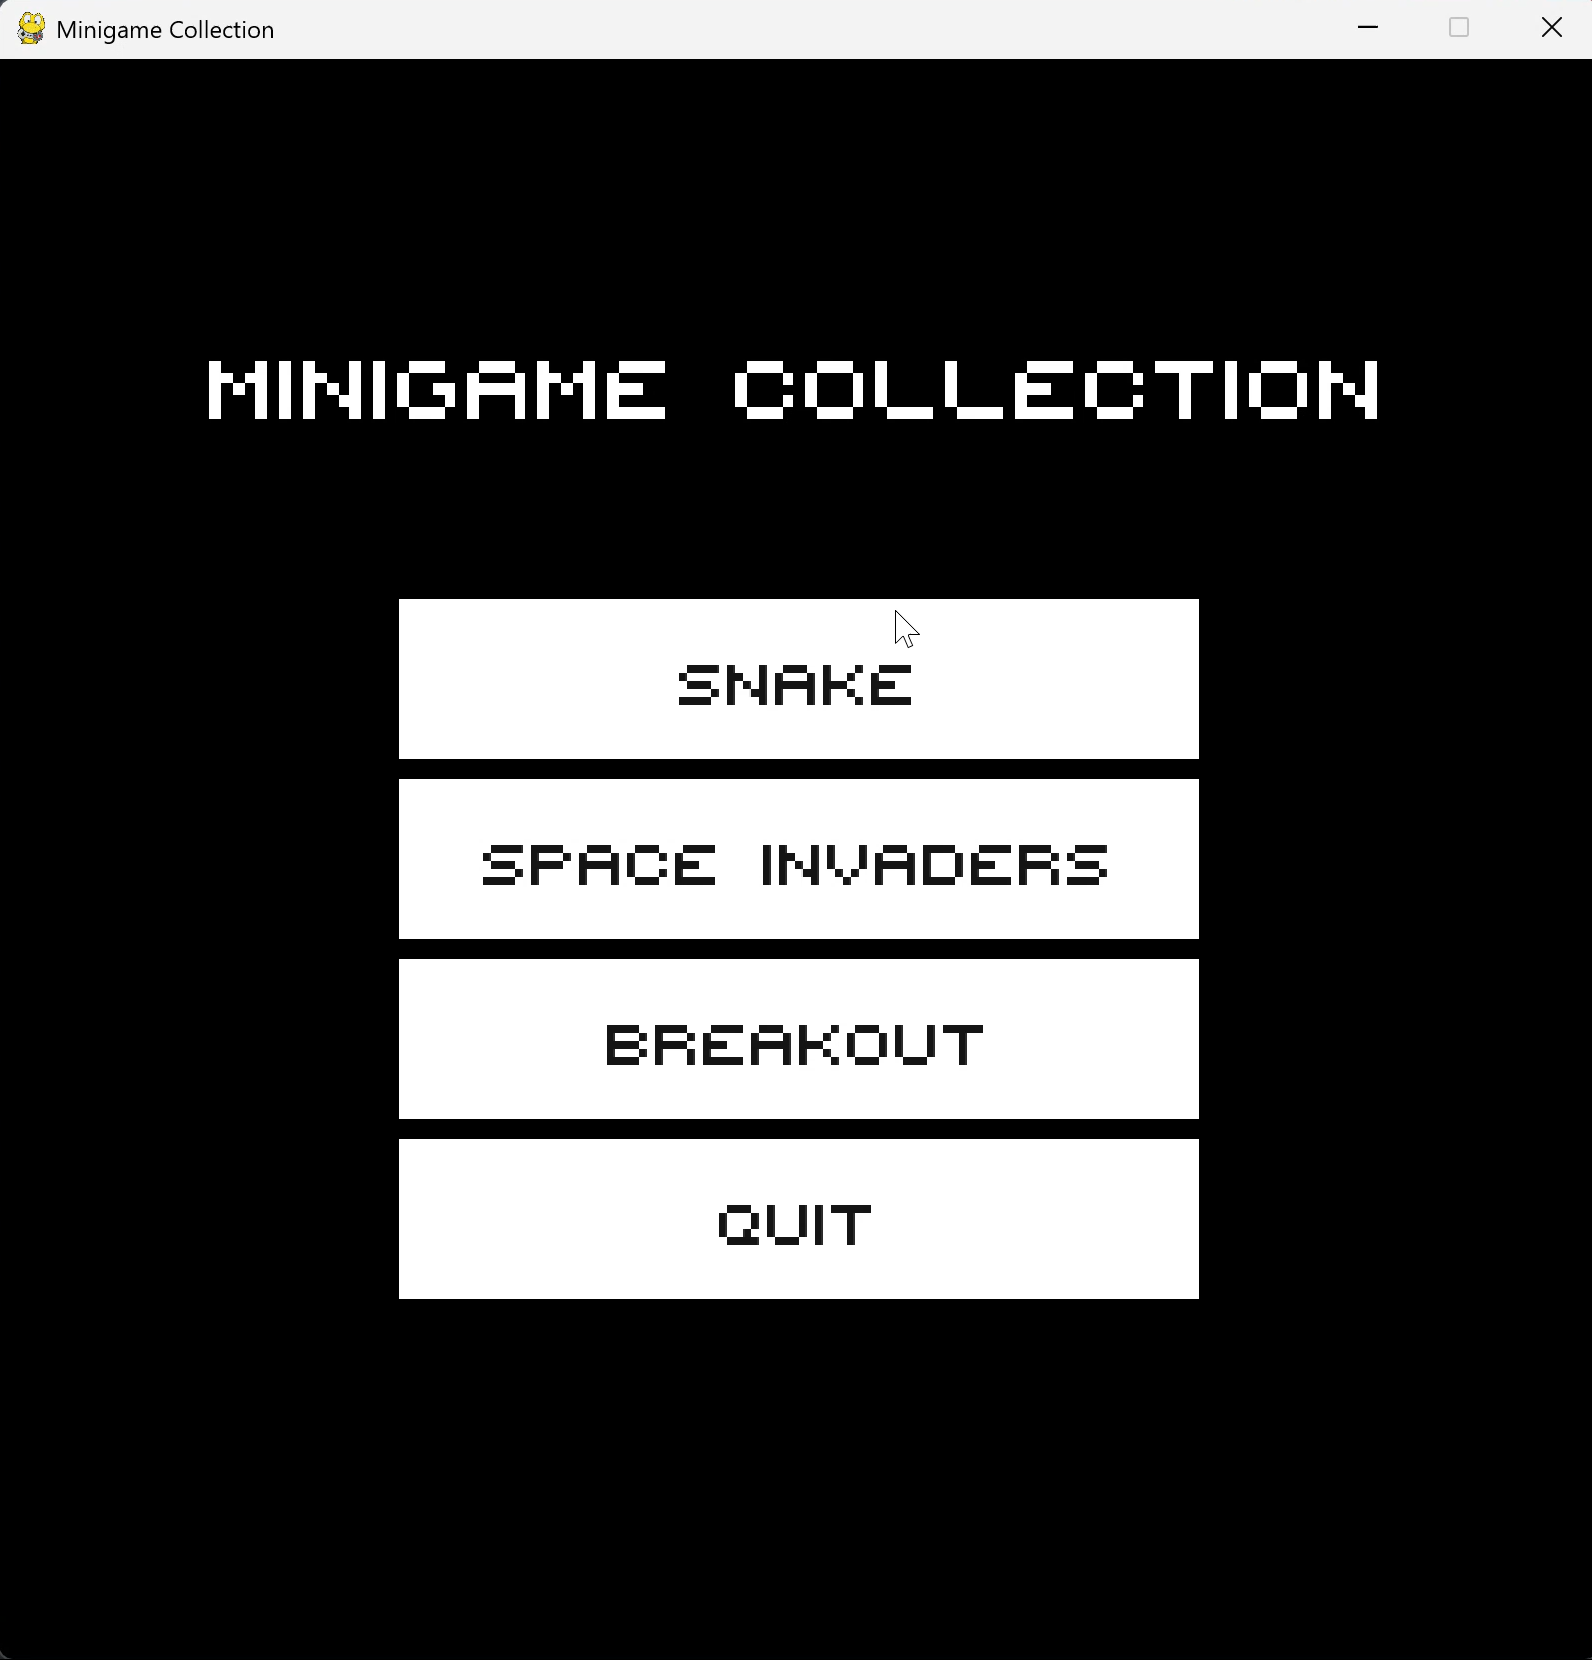 Minigame Collection
MINIGAME COLLECTION
SNAKE
SPACE INVADERS
BREAKOUT
QUIT